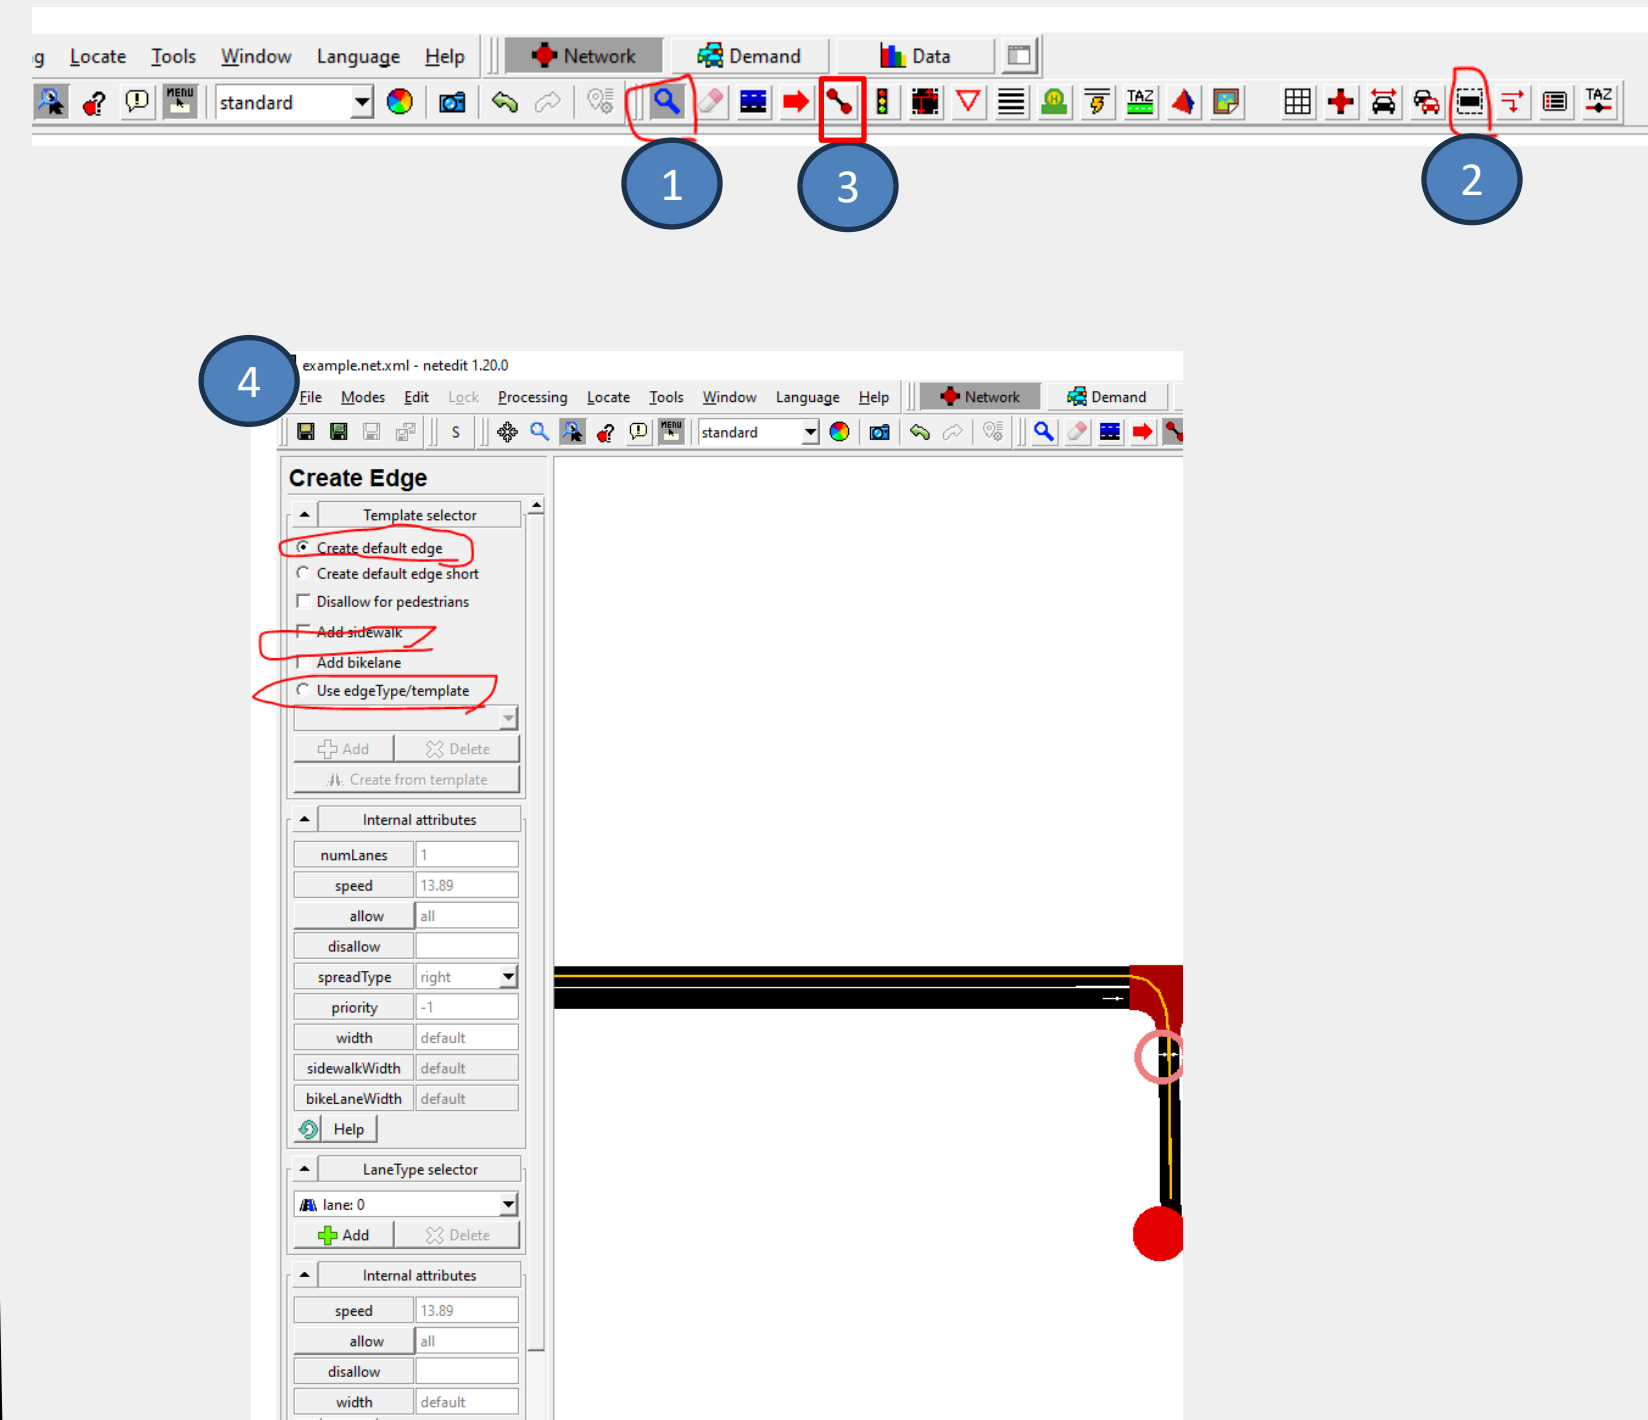 g Locate Tools Window Language Help Network Demand Data
MENU standard TAZ TAZ
1
3
2
4
example.net.xml - netedit 1.20.0
File Modes Edit Lock Processing Locate Tools Window Language Help Network Demand
S MENU standard
Create Edge
Template selector
Create default edge
Create default edge short
Disallow for pedestrians
Add sidewalk
Add bikelane
Use edgeType/template
Add Delete
Create from template
Internal attributes
numLanes 1
speed 13.89
allow all
disallow
spreadType right
priority -1
width default
sidewalkWidth default
bikeLaneWidth default
Help
LaneType selector
lane: 0
Add Delete
Internal attributes
speed 13.89
allow all
disallow
width default